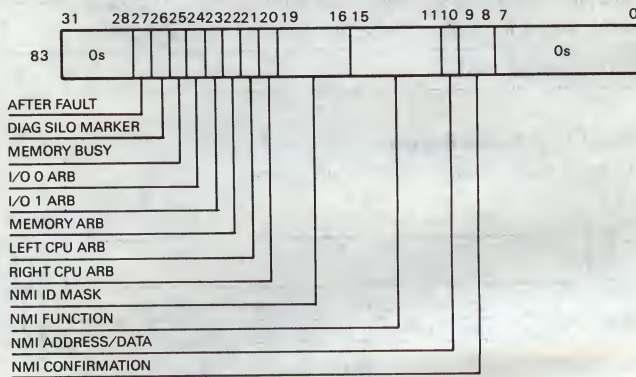 31 28 27 26 25 24 23 22 21 20 19 16 15 11 10 9 8 7 0
83 0s 0s
AFTER FAULT
DIAG SILO MARKER
MEMORY BUSY
I/O 0 ARB
I/O 1 ARB
MEMORY ARB
LEFT CPU ARB
RIGHT CPU ARB
NMI ID MASK
NMI FUNCTION
NMI ADDRESS/DATA
NMI CONFIRMATION